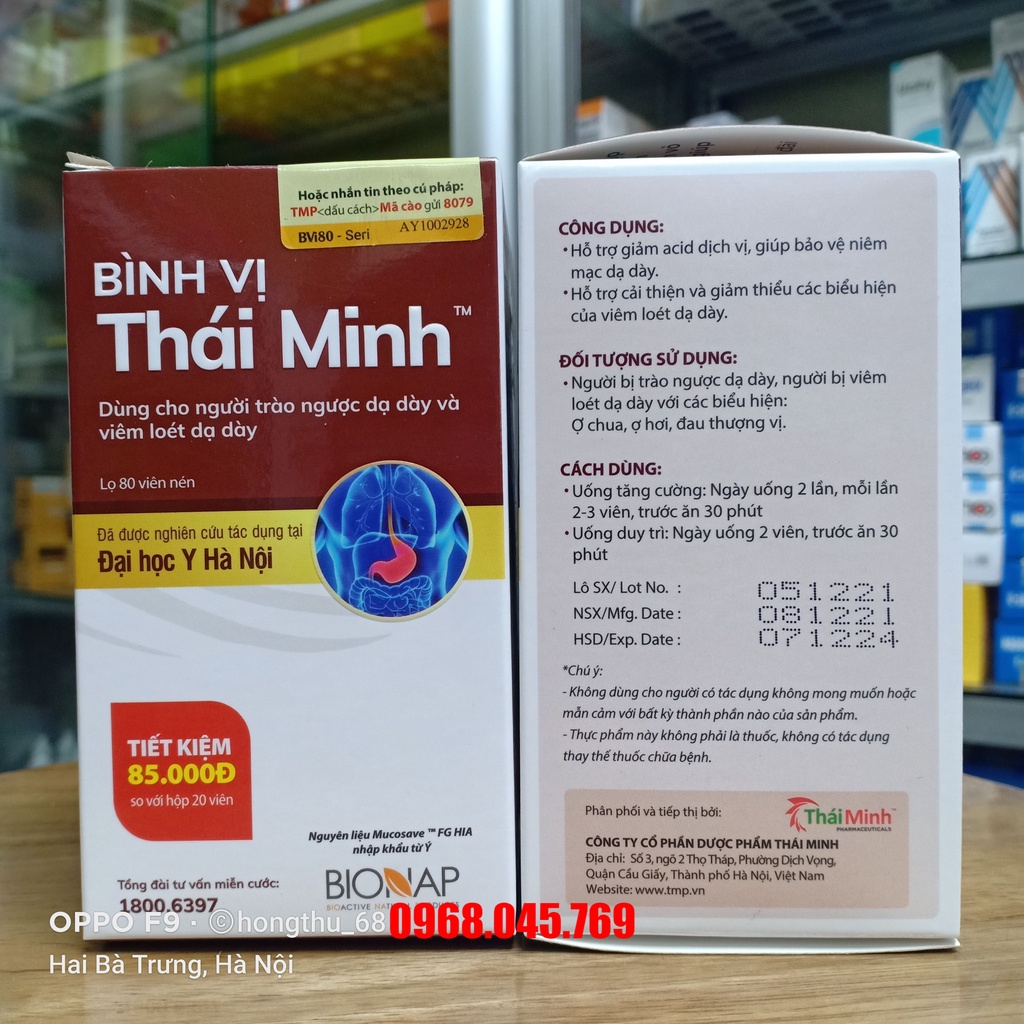 Hoặc nhắn tin theo cú pháp:
TMP<dấu cách>Mã cào gửi 8079
BVi80 - Seri AY1002928
BÌNH VỊ
Thái Minh™
Dùng cho người trào ngược dạ dày và
viêm loét dạ dày
Lọ 80 viên nén
Đã được nghiên cứu tác dụng tại
Đại học Y Hà Nội
TIẾT KIỆM
85.000Đ
so với hộp 20 viên
Nguyên liệu Mucosave ™ FG HIA
nhập khẩu từ Ý
BIONAP
BIOACTIVE
Tổng đài tư vấn miễn cước:
1800.6397
CÔNG DỤNG:
• Hỗ trợ giảm acid dịch vị, giúp bảo vệ niêm
mạc dạ dày.
• Hỗ trợ cải thiện và giảm thiểu các biểu hiện
của viêm loét dạ dày.
ĐỐI TƯỢNG SỬ DỤNG:
• Người bị trào ngược dạ dày, người bị viêm
loét dạ dày với các biểu hiện:
Ợ chua, ợ hơi, đau thượng vị.
CÁCH DÙNG:
• Uống tăng cường: Ngày uống 2 lần, mỗi lần
2-3 viên, trước ăn 30 phút
• Uống duy trì: Ngày uống 2 viên, trước ăn 30
phút
Lô SX/ Lot No. : 051221
NSX/Mfg. Date : 081221
HSD/Exp. Date : 071224
*Chú ý:
- Không dùng cho người có tác dụng không mong muốn hoặc
mẫn cảm với bất kỳ thành phần nào của sản phẩm.
- Thực phẩm này không phải là thuốc, không có tác dụng
thay thế thuốc chữa bệnh.
Phân phối và tiếp thị bởi:
TháiMinh™
PHARMACEUTICALS
CÔNG TY CỔ PHẦN DƯỢC PHẨM THÁI MINH
Địa chỉ: Số 3, ngõ 2 Thọ Tháp, Phường Dịch Vọng,
Quận Cầu Giấy, Thành phố Hà Nội, Việt Nam
Website: www.tmp.vn
OPPO F9 · ©hongthu_68
0968.045.769
Hai Bà Trưng, Hà Nội